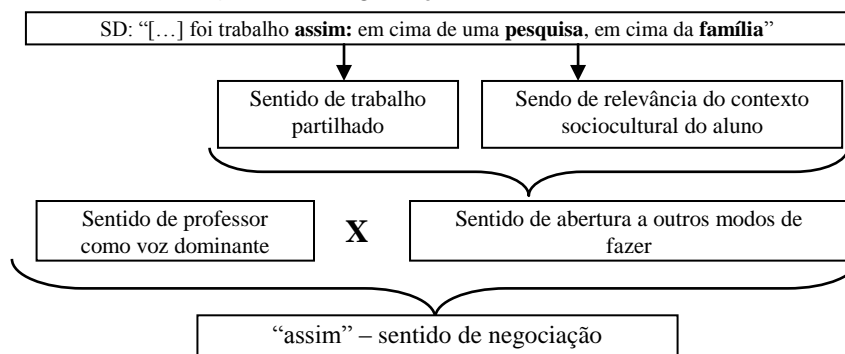 SD: “[…] foi trabalho assim: em cima de uma pesquisa, em cima da família”
Sentido de trabalho
partilhado
Sendo de relevância do contexto
sociocultural do aluno
Sentido de professor
como voz dominante
X
Sentido de abertura a outros modos de
fazer
“assim” – sentido de negociação